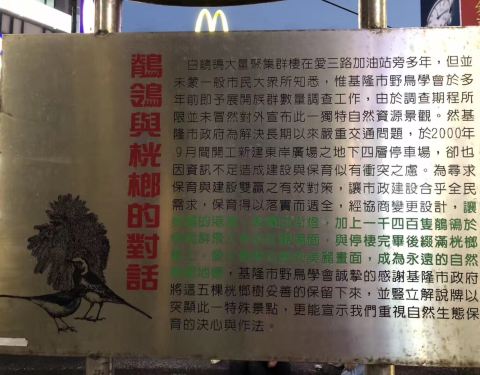 鶺鴒與桄榔的對話
白鶺鴒大量聚集群棲在愛三路加油站旁多年，但並
未蒙一般市民大眾所知悉，惟基隆市野鳥學會於多
年前即予展開族群數量調查工作，由於調查期程所
限並未冒然對外宣布此一獨特自然資源景觀。然基
隆市政府為解決長期以來嚴重交通問題，於2000年
9月間開工新建東岸廣場之地下四層停車場，卻也
因資訊不足造成建設與保育似有衝突之慮。為尋求
保育與建設雙贏之有效對策，讓市政建設合乎全民
需求，保育得以落實而週全，經協商變更設計，讓
加上一千四百隻鶺鴒於
與停棲完畢後綴滿桄榔
畫面，成為永遠的自然
，基隆市野鳥學會誠摯的感謝基隆市政府
將這五棵桄榔樹妥善的保留下來，並豎立解說牌以
突顯此一特殊景點，更能宣示我們重視自然生態保
育的決心與作法。